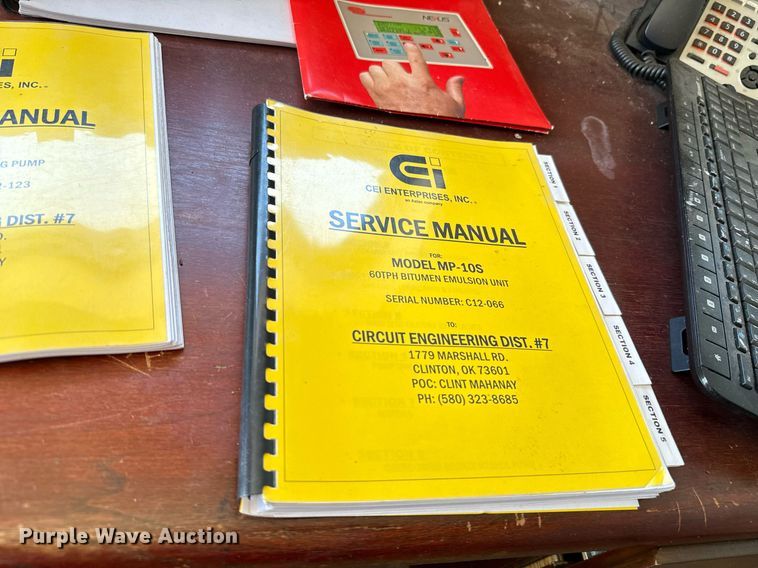 NEXUS
CEI
CEI ENTERPRISES, INC.
an Astec company
SERVICE MANUAL
FOR:
MODEL MP-10S
60TPH BITUMEN EMULSION UNIT
SERIAL NUMBER: C12-066
TO:
CIRCUIT ENGINEERING DIST. #7
1779 MARSHALL RD.
CLINTON, OK 73601
POC: CLINT MAHANAY
PH: (580) 323-8685
SECTION 1
SECTION 2
SECTION 3
SECTION 4
SECTION 5
INC.
ANUAL
PUMP
-123
DIST. #7
Purple Wave Auction